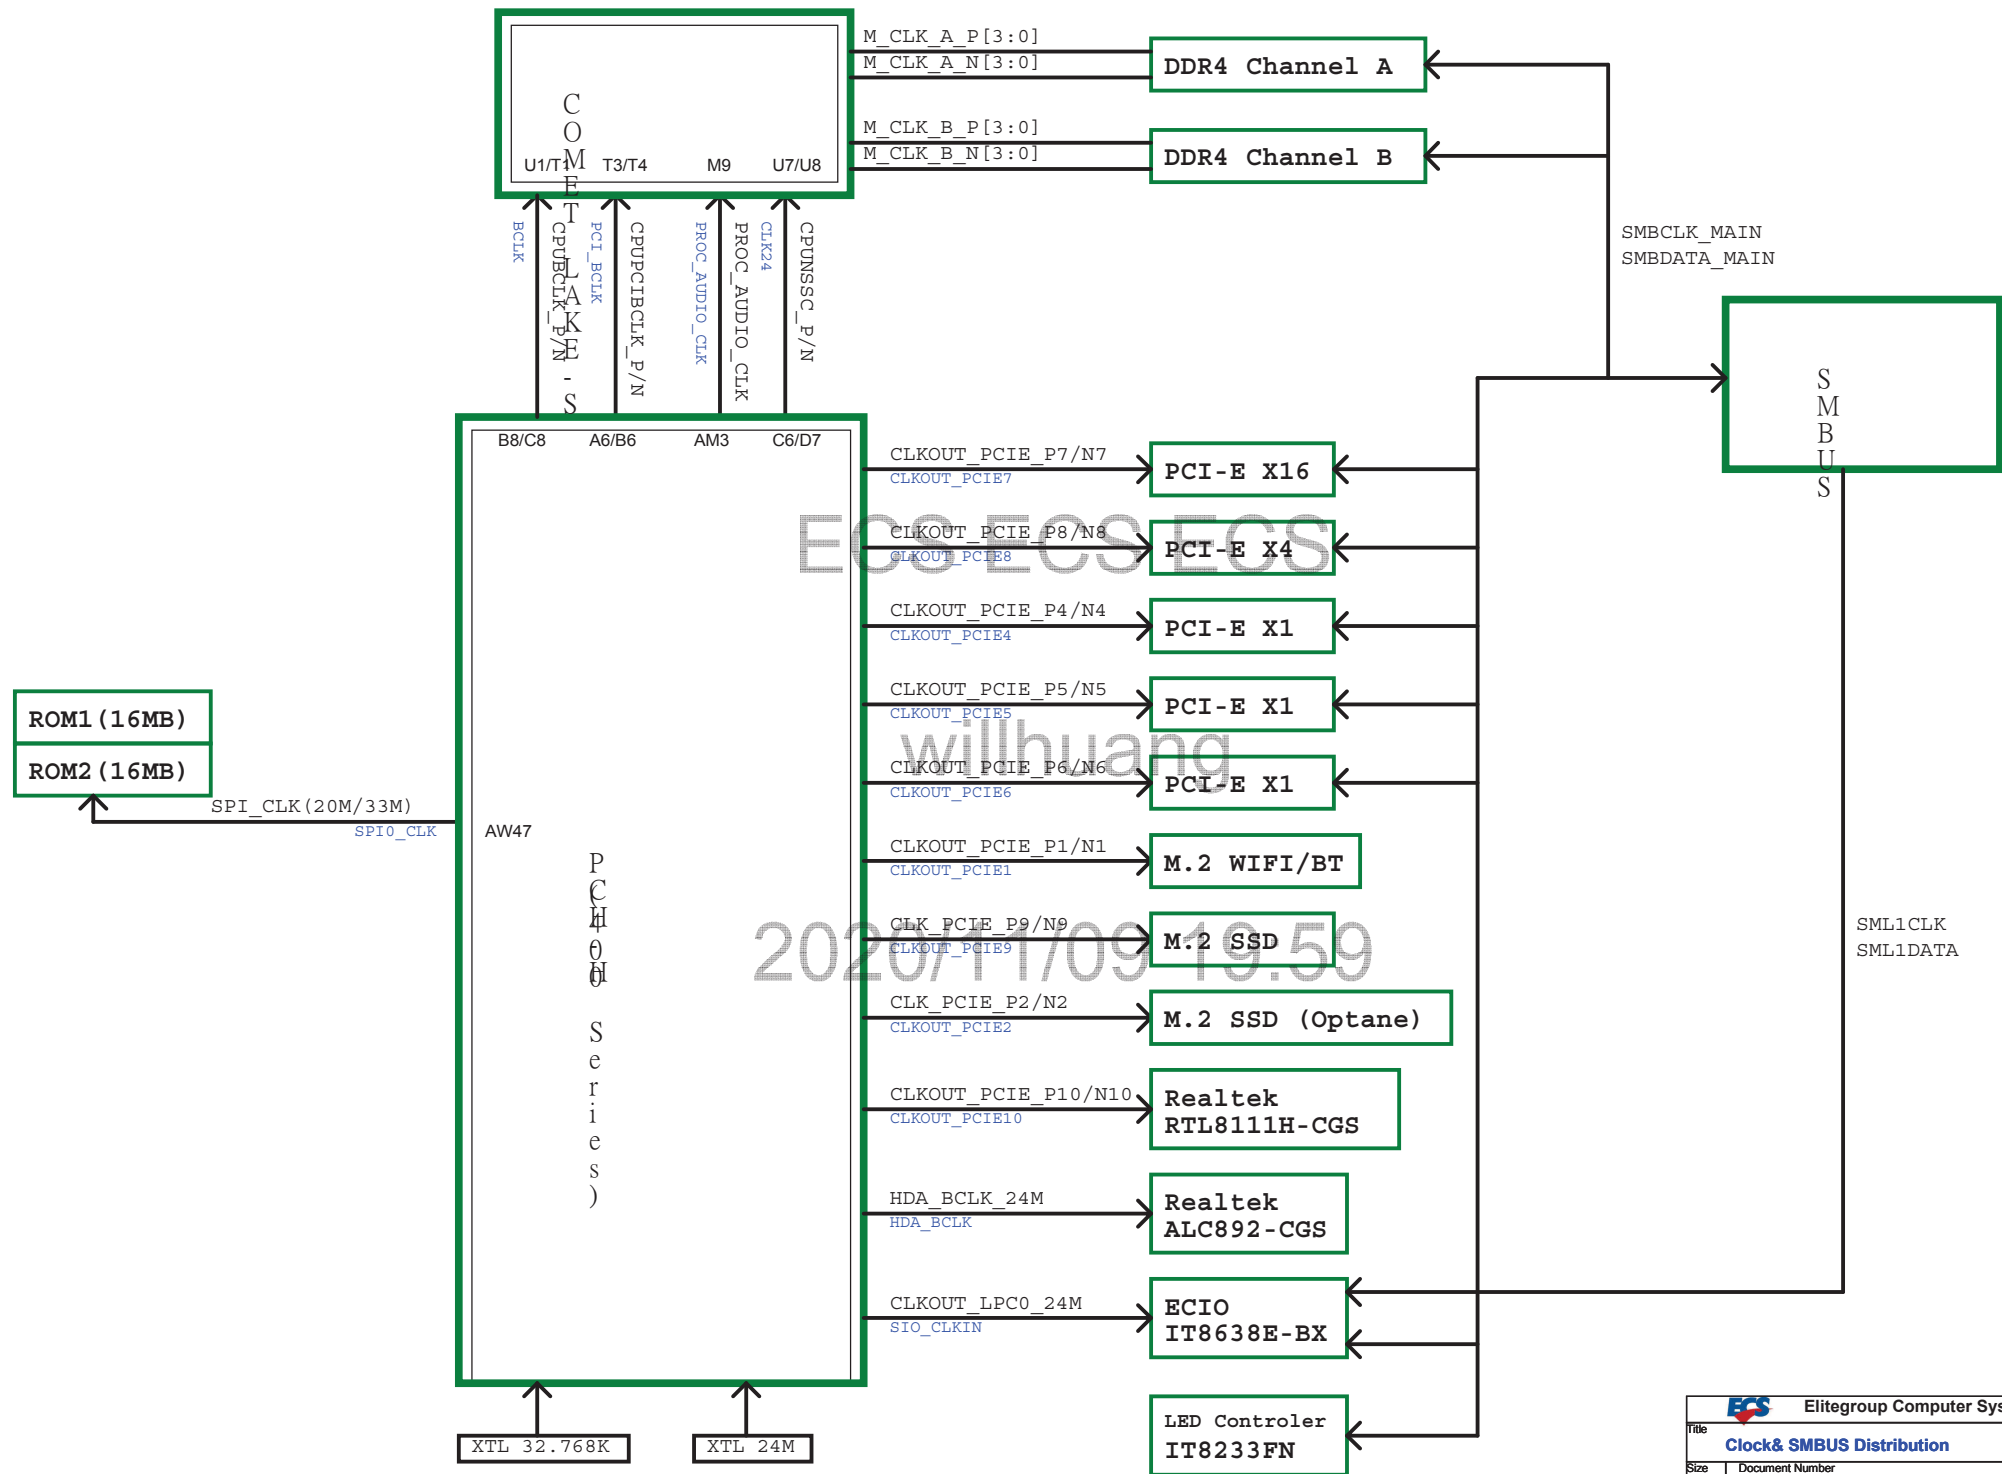 COMET LAKE-S
U1/T1
T3/T4
M9
U7/U8
M_CLK_A_P[3:0]
M_CLK_A_N[3:0]
DDR4 Channel A
M_CLK_B_P[3:0]
M_CLK_B_N[3:0]
DDR4 Channel B
BCLK
CPUBCLK_P/N
PCI_BCLK
CPUPCIBCLK_P/N
PROC_AUDIO_CLK
PROC_AUDIO_CLK
CLK24
CPUNSSC_P/N
SMBCLK_MAIN
SMBDATA_MAIN
SMBUS
B8/C8
A6/B6
AM3
C6/D7
CLKOUT_PCIE_P7/N7
CLKOUT_PCIE7
PCI-E X16
ECS ECS ECS
CLKOUT_PCIE_P8/N8
CLKOUT_PCIE8
PCI-E X4
CLKOUT_PCIE_P4/N4
CLKOUT_PCIE4
PCI-E X1
CLKOUT_PCIE_P5/N5
CLKOUT_PCIE5
PCI-E X1
willhuang
CLKOUT_PCIE_P6/N6
CLKOUT_PCIE6
PCI-E X1
ROM1(16MB)
ROM2(16MB)
SPI_CLK(20M/33M)
SPI0_CLK
AW47
PCH-H
(400 Series)
CLKOUT_PCIE_P1/N1
CLKOUT_PCIE1
M.2 WIFI/BT
CLK_PCIE_P9/N9
CLKOUT_PCIE9
M.2 SSD
2020/11/09 19:59
SML1CLK
SML1DATA
CLK_PCIE_P2/N2
CLKOUT_PCIE2
M.2 SSD (Optane)
CLKOUT_PCIE_P10/N10
CLKOUT_PCIE10
Realtek
RTL8111H-CGS
HDA_BCLK_24M
HDA_BCLK
Realtek
ALC892-CGS
CLKOUT_LPC0_24M
SIO_CLKIN
ECIO
IT8638E-BX
LED Controler
IT8233FN
XTL 32.768K
XTL 24M
ECS
Elitegroup Computer Sys
Title
Clock& SMBUS Distribution
Size
Document Number